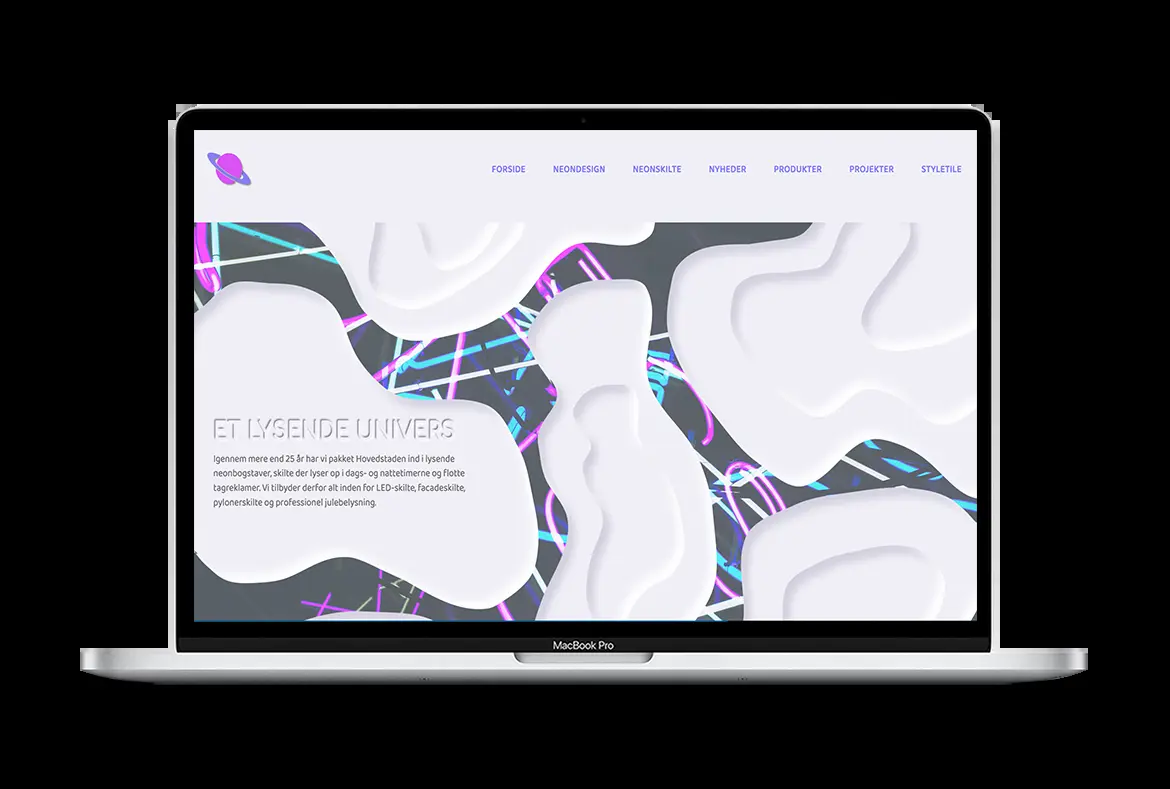 FORSIDE NEONDESIGN NEONSKILTE NYHEDER PRODUKTER PROJEKTER STYLETILE
ET LYSENDE UNIVERS
Igennem mere end 25 år har vi pakket Hovedstaden ind i lysende
neonbogstaver, skilte der lyser op i dags- og nattetimerne og flotte
tagreklamer. Vi tilbyder derfor alt inden for LED-skilte, facadeskilte,
pylonerskilte og professionel julebelysning.
MacBook Pro